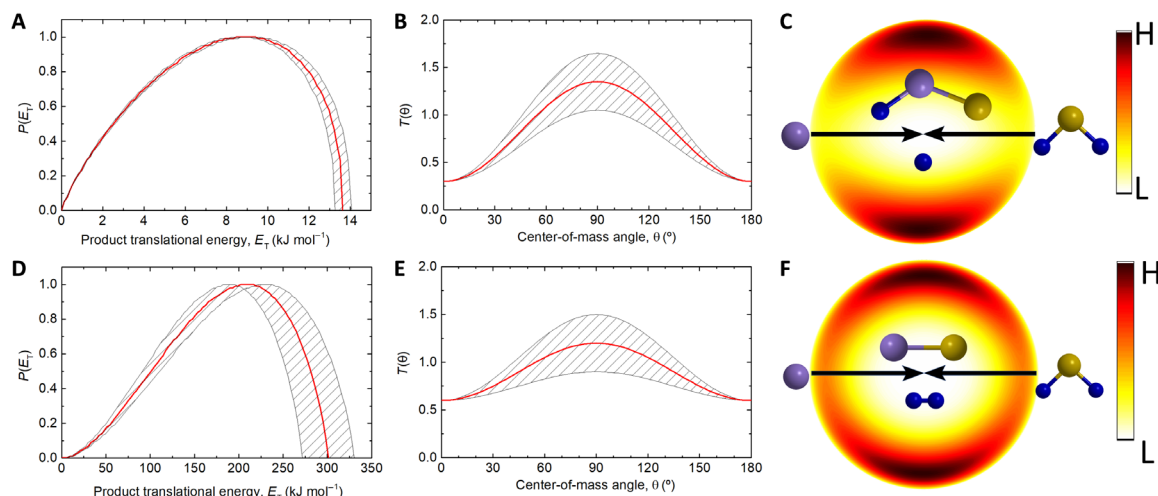 A
P(E_T)
1.0
0.8
0.6
0.4
0.2
0.0
0 2 4 6 8 10 12 14
Product translational energy, E_T (kJ mol⁻¹)
B
T(θ)
2.0
1.5
1.0
0.5
0.0
0 30 60 90 120 150 180
Center-of-mass angle, θ (º)
C
H
L
D
P(E_T)
1.0
0.8
0.6
0.4
0.2
0.0
0 50 100 150 200 250 300 350
Product translational energy, E_T (kJ mol⁻¹)
E
T(θ)
2.0
1.5
1.0
0.5
0.0
0 30 60 90 120 150 180
Center-of-mass angle, θ (º)
F
H
L